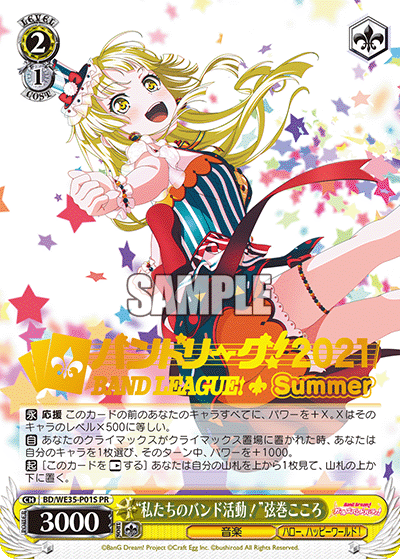 LEVEL
2
1
COST
SAMPLE
バンドリーグ!2021
BAND LEAGUE! Summer
永 応援 このカードの前のあなたのキャラすべてに、パワーを+X。Xはその
キャラのレベル×500に等しい。
自 あなたのクライマックスがクライマックス置場に置かれた時、あなたは
自分のキャラを1枚選び、そのターン中、パワーを+1000。
起 [このカードを する] あなたは自分の山札を上から1枚見て、山札の上か
下に置く。
CH BD/WE35-P01S PR
“私たちのバンド活動!”弦巻こころ
POWER
3000
音楽
ハロー、ハッピーワールド!
©BanG Dream! Project ©Craft Egg Inc. ©bushiroad All Rights Reserved.